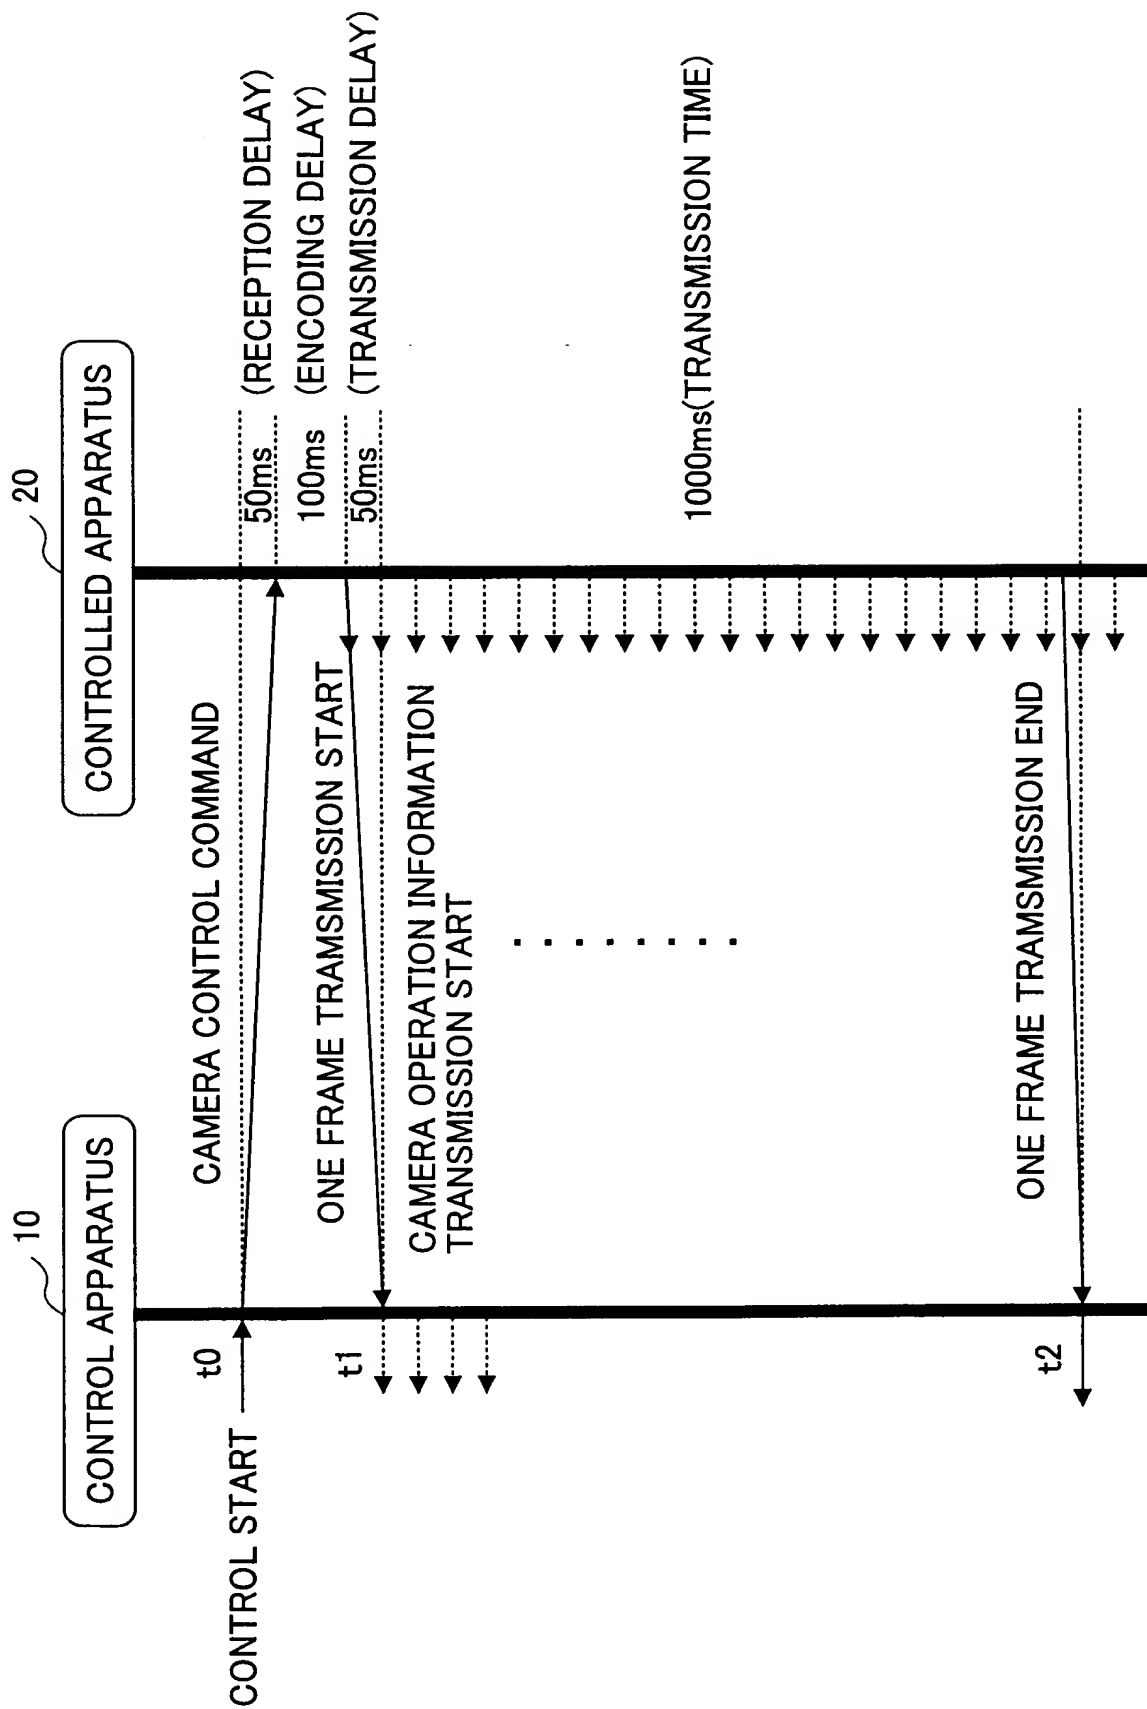 10
CONTROL APPARATUS
20
CONTROLLED APPARATUS
CONTROL START
t0
CAMERA CONTROL COMMAND
50ms (RECEPTION DELAY)
100ms (ENCODING DELAY)
t1
ONE FRAME TRAMSMISSION START
50ms (TRANSMISSION DELAY)
CAMERA OPERATION INFORMATION
TRANSMISSION START
1000ms(TRANSMISSION TIME)
t2
ONE FRAME TRAMSMISSION END